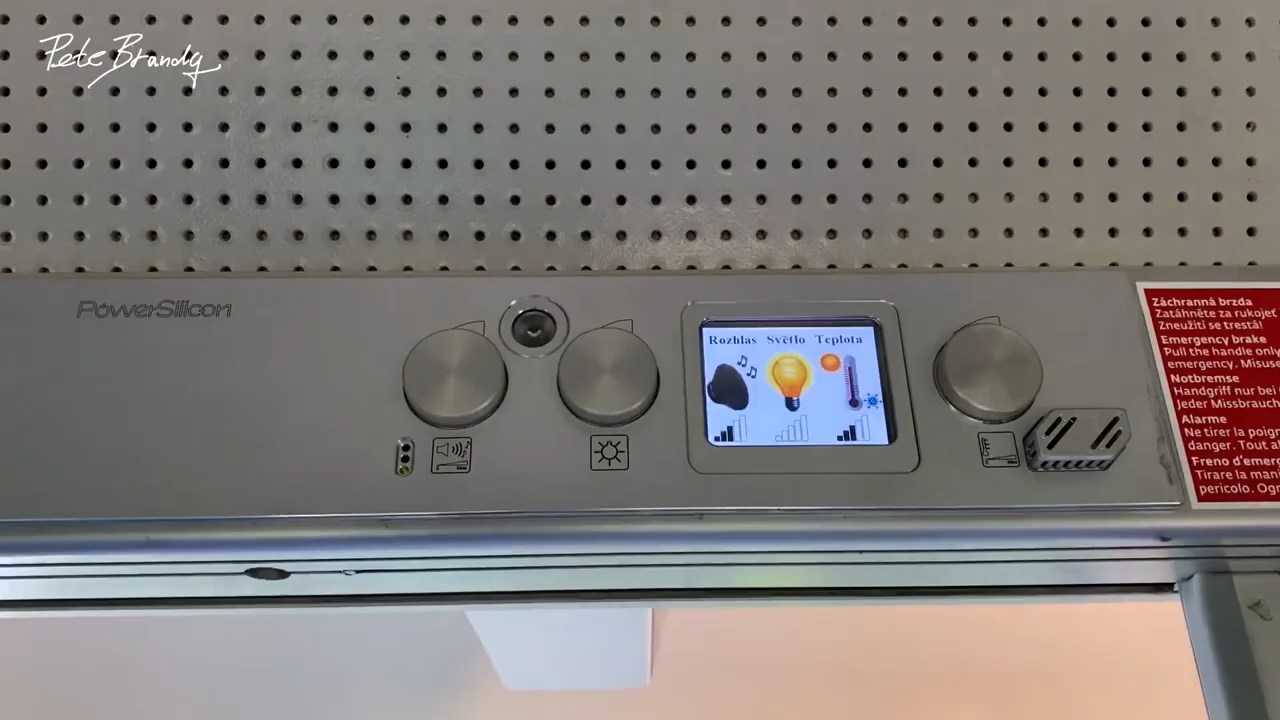 Pete Brandy
PowerSilicon
Rozhlas Světlo Teplota
Max
Záchranná brzda
Zatáhněte za rukojeť
Zneužití se trestá!
Emergency brake
Pull the handle only
emergency. Misuse
Notbremse
Handgriff nur bei
Jeder Missbrauch
Alarme
Ne tirer la poign
danger. Tout a
Freno d'emer
Tirare la mani
pericolo. Ogn